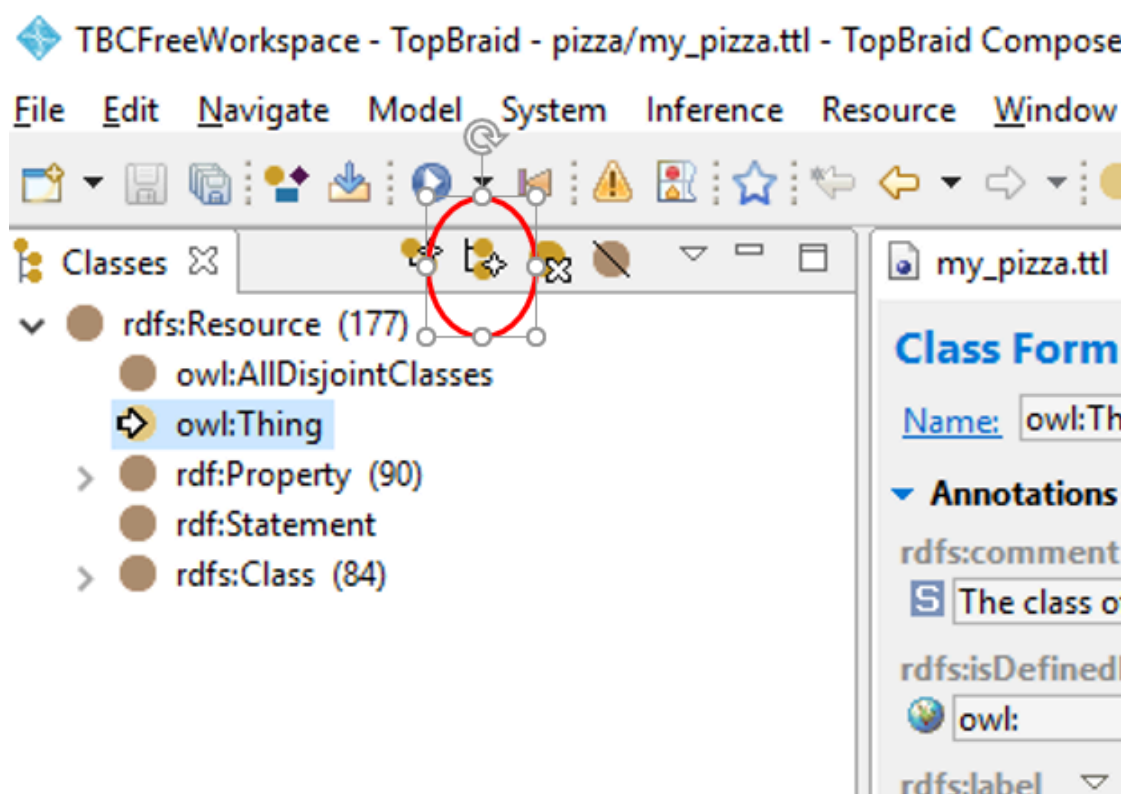 TBCFreeWorkspace - TopBraid - pizza/my_pizza.ttl - TopBraid Compose
File Edit Navigate Model System Inference Resource Window
Classes
my_pizza.ttl
rdfs:Resource (177)
owl:AllDisjointClasses
owl:Thing
rdf:Property (90)
rdf:Statement
rdfs:Class (84)
Class Form
Name: owl:Th
Annotations
rdfs:comment
S The class o
rdfs:isDefined
owl:
rdfs:label